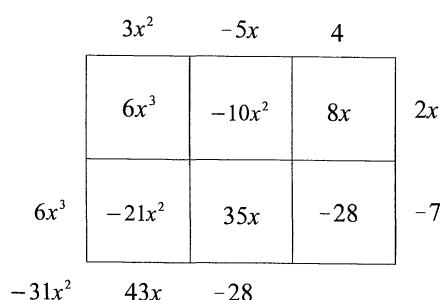 3x² -5x 4
6x³ -10x² 8x 2x
6x³ -21x² 35x -28 -7
-31x² 43x -28